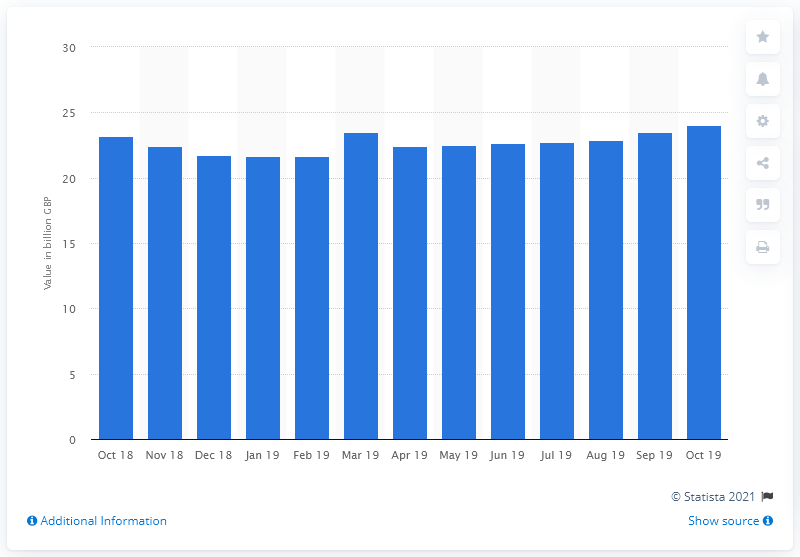 30
25
20
15
10
5
0
Value in billion GBP
Oct 18 Nov 18 Dec 18 Jan 19 Feb 19 Mar 19 Apr 19 May 19 Jun 19 Jul 19 Aug 19 Sep 19 Oct 19
© Statista 2021
Additional Information
Show source